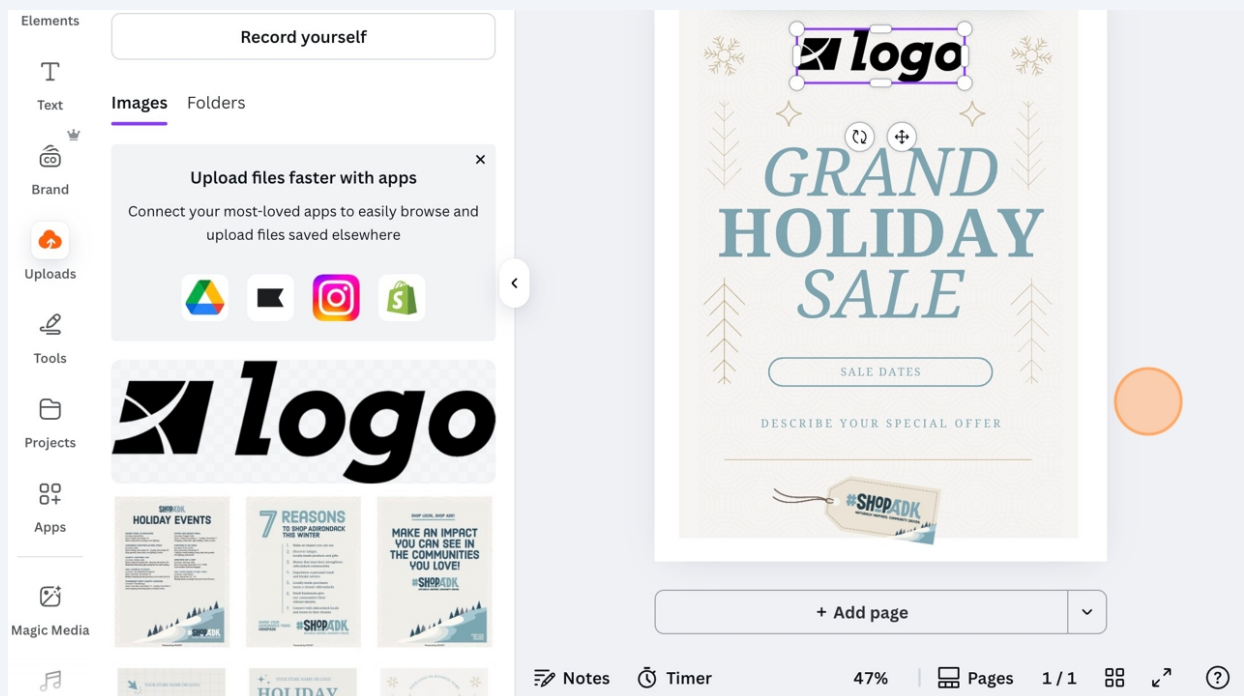 Elements
Text
Brand
Uploads
Tools
Projects
Apps
Magic Media
Record yourself
Images
Folders
Upload files faster with apps
Connect your most-loved apps to easily browse and
upload files saved elsewhere
logo
SHOPADK
HOLIDAY EVENTS
#SHOPADK
7 REASONS
TO SHOP ADIRONDACK
THIS WINTER
#SHOPADK
SHOP LOCAL, SHOP ADK!
MAKE AN IMPACT
YOU CAN SEE IN
THE COMMUNITIES
YOU LOVE!
#SHOPADK
HOLIDAY
logo
GRAND
HOLIDAY
SALE
SALE DATES
DESCRIBE YOUR SPECIAL OFFER
#SHOPADK
+ Add page
Notes
Timer
47%
Pages
1 / 1
?